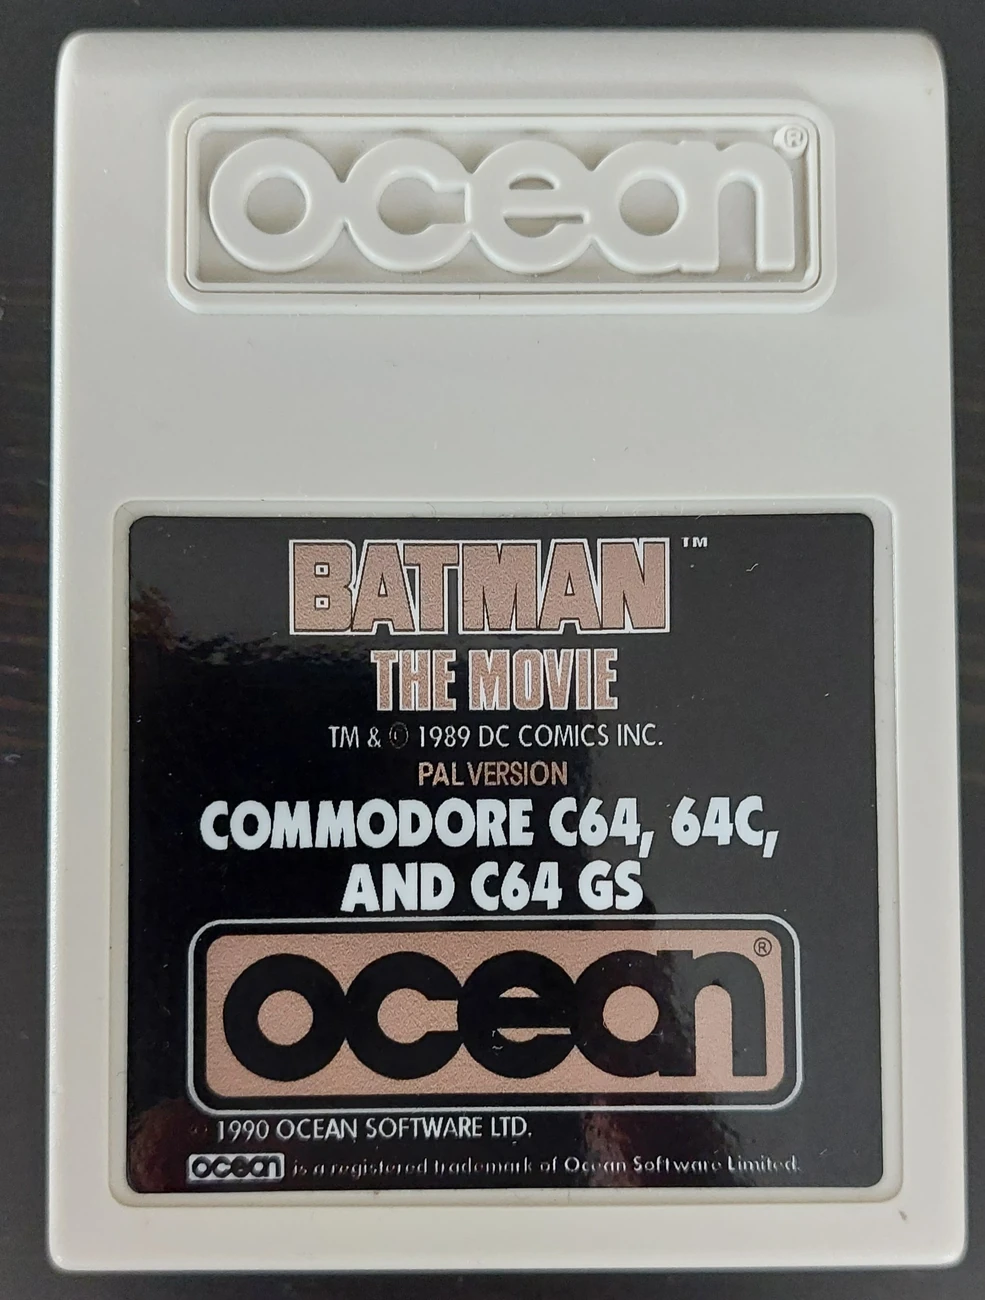 ocean®
BATMAN™
THE MOVIE
TM & © 1989 DC COMICS INC.
PAL VERSION
COMMODORE C64, 64C,
AND C64 GS
ocean®
© 1990 OCEAN SOFTWARE LTD.
ocean is a registered trademark of Ocean Software Limited.